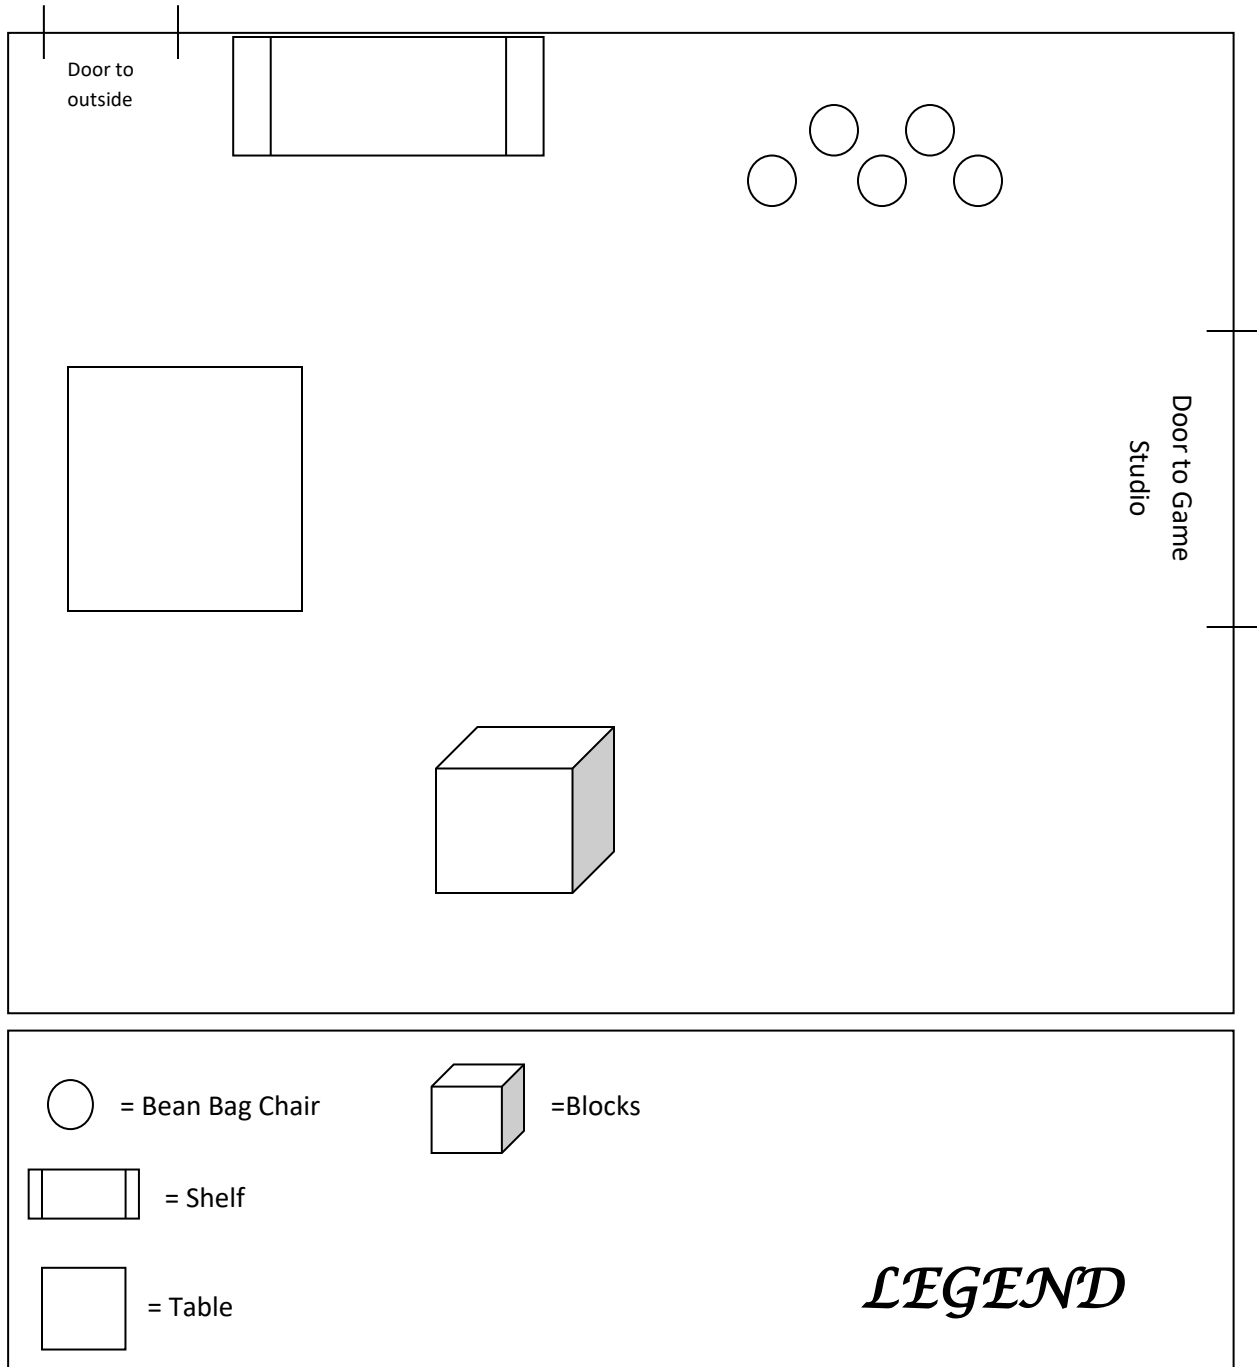 Door to
outside
Door to Game
Studio
= Bean Bag Chair
=Blocks
= Shelf
= Table
LEGEND